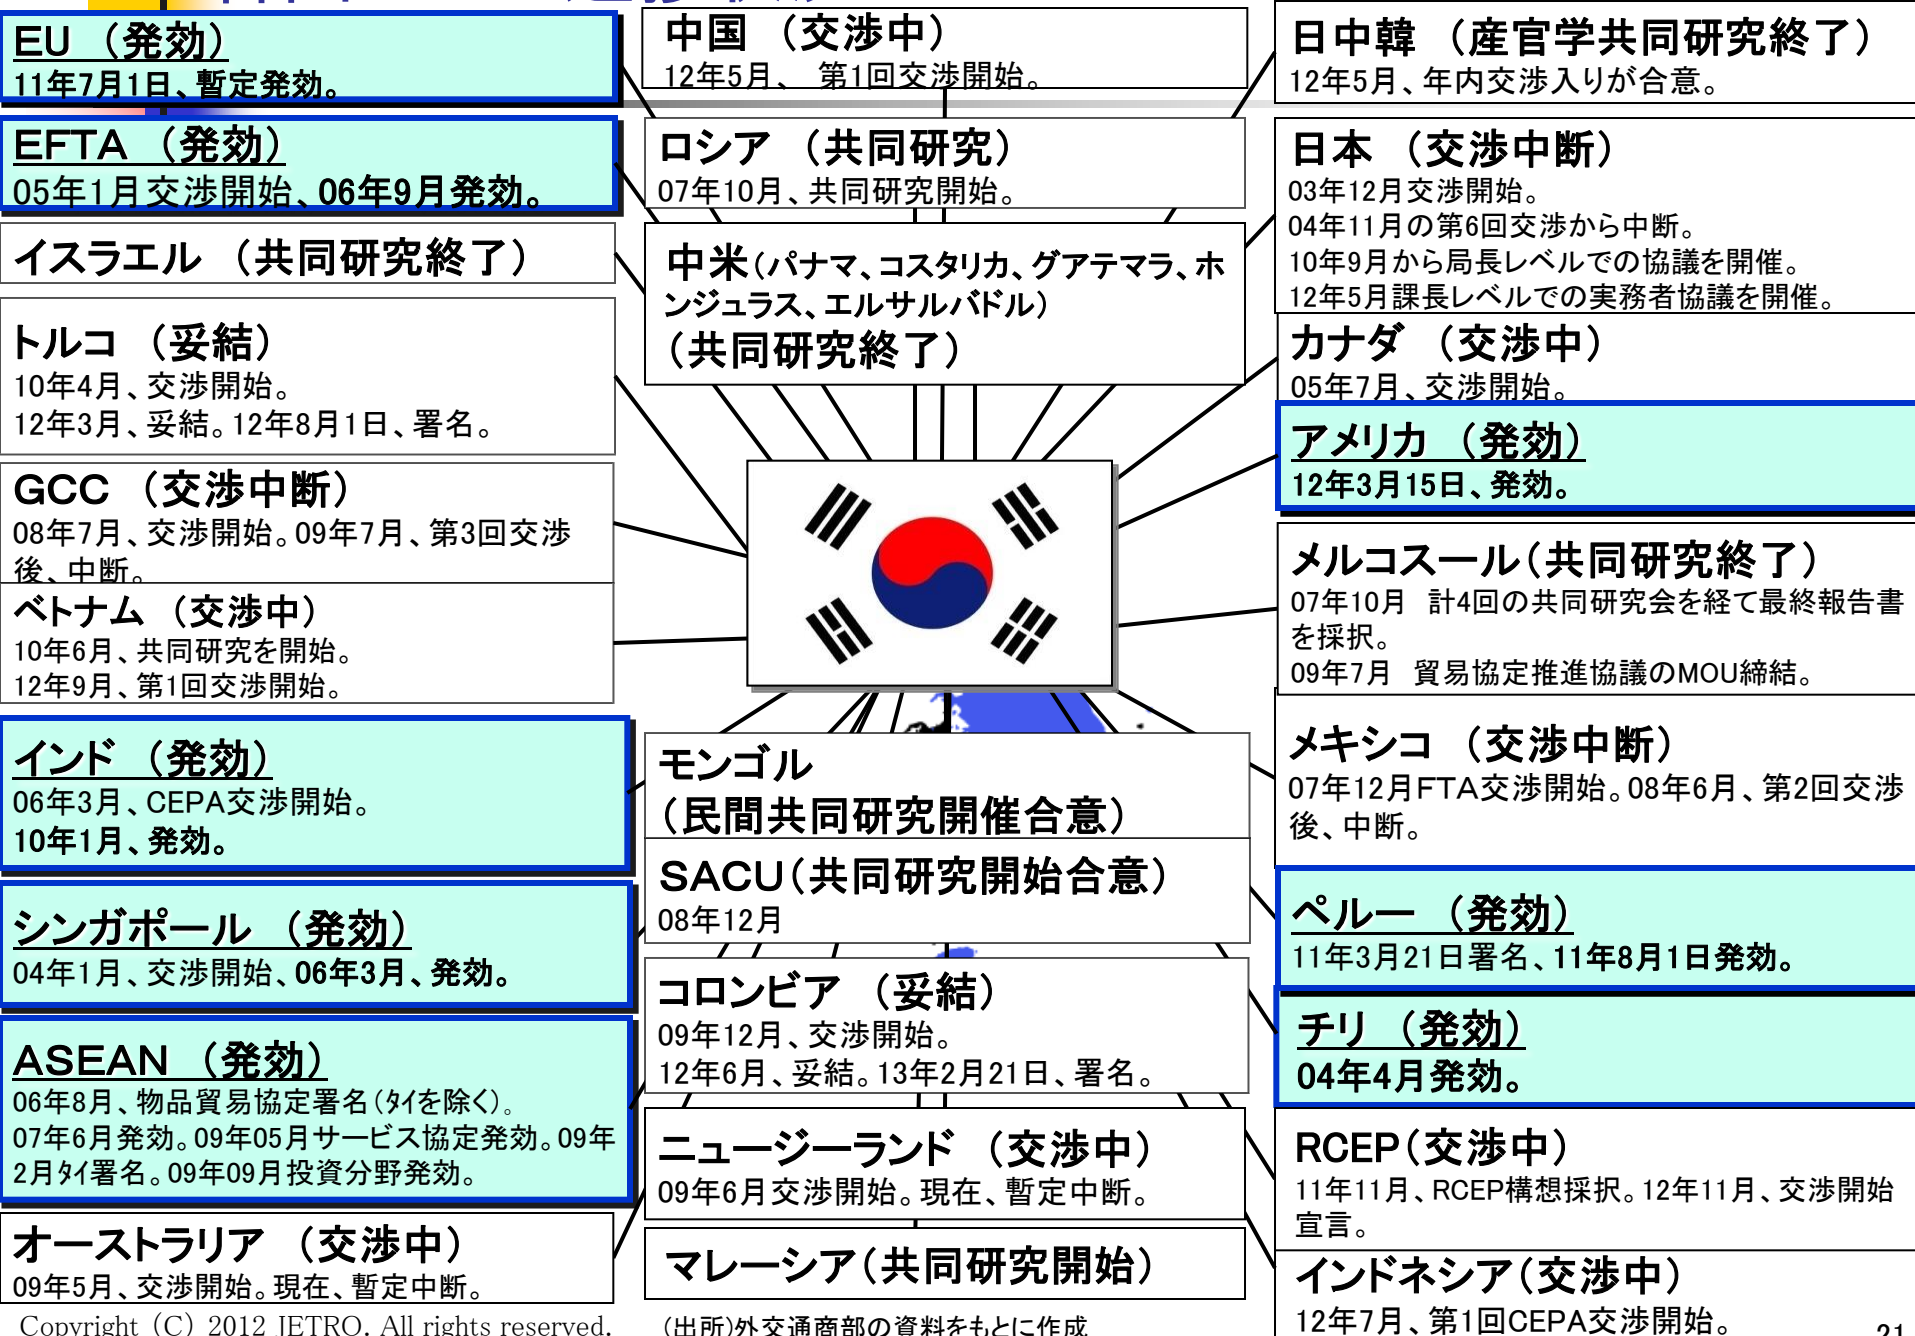 EU （発効）
11年7月1日、暫定発効。
EFTA （発効）
05年1月交渉開始、06年9月発効。
イスラエル （共同研究終了）
トルコ （妥結）
10年4月、交渉開始。
12年3月、妥結。12年8月1日、署名。
GCC （交渉中断）
08年7月、交渉開始。09年7月、第3回交渉
後、中断。
ベトナム （交渉中）
10年6月、共同研究を開始。
12年9月、第1回交渉開始。
インド （発効）
06年3月、CEPA交渉開始。
10年1月、発効。
シンガポール （発効）
04年1月、交渉開始、06年3月、発効。
ASEAN （発効）
06年8月、物品貿易協定署名（タイを除く）。
07年6月発効。09年05月サービス協定発効。09年
2月タイ署名。09年09月投資分野発効。
オーストラリア （交渉中）
09年5月、交渉開始。現在、暫定中断。
中国 （交渉中）
12年5月、 第1回交渉開始。
ロシア （共同研究）
07年10月、共同研究開始。
中米（パナマ、コスタリカ、グアテマラ、ホ
ンジュラス、エルサルバドル）
（共同研究終了）
モンゴル
（民間共同研究開催合意）
SACU（共同研究開始合意）
08年12月
コロンビア （妥結）
09年12月、交渉開始。
12年6月、妥結。13年2月21日、署名。
ニュージーランド （交渉中）
09年6月交渉開始。現在、暫定中断。
マレーシア（共同研究開始）
日中韓 （産官学共同研究終了）
12年5月、年内交渉入りが合意。
日本 （交渉中断）
03年12月交渉開始。
04年11月の第6回交渉から中断。
10年9月から局長レベルでの協議を開催。
12年5月課長レベルでの実務者協議を開催。
カナダ （交渉中）
05年7月、交渉開始。
アメリカ （発効）
12年3月15日、発効。
メルコスール（共同研究終了）
07年10月 計4回の共同研究会を経て最終報告書
を採択。
09年7月 貿易協定推進協議のMOU締結。
メキシコ （交渉中断）
07年12月FTA交渉開始。08年6月、第2回交渉
後、中断。
ペルー （発効）
11年3月21日署名、11年8月1日発効。
チリ （発効）
04年4月発効。
RCEP（交渉中）
11年11月、RCEP構想採択。12年11月、交渉開始
宣言。
インドネシア（交渉中）
12年7月、第1回CEPA交渉開始。
Copyright (C) 2012 JETRO. All rights reserved.
（出所）外交通商部の資料をもとに作成
21